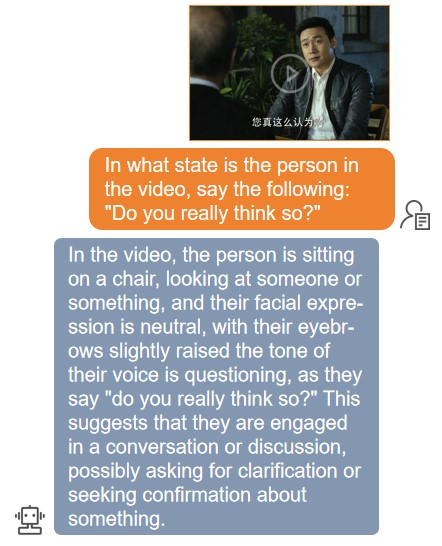 您真这么认为
In what state is the person in
the video, say the following:
"Do you really think so?"
In the video, the person is sitting
on a chair, looking at someone or
something, and their facial expre-
ssion is neutral, with their eyebr-
ows slightly raised the tone of
their voice is questioning, as they
say "do you really think so?" This
suggests that they are engaged
in a conversation or discussion,
possibly asking for clarification or
seeking confirmation about
something.